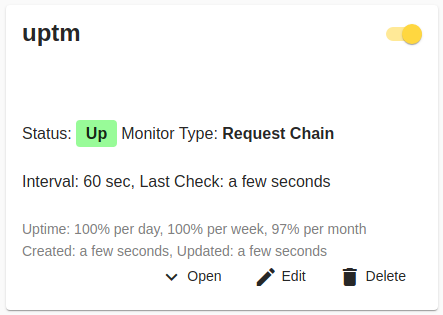 uptm
Status: Up Monitor Type: Request Chain
Interval: 60 sec, Last Check: a few seconds
Uptime: 100% per day, 100% per week, 97% per month
Created: a few seconds, Updated: a few seconds
Open Edit Delete